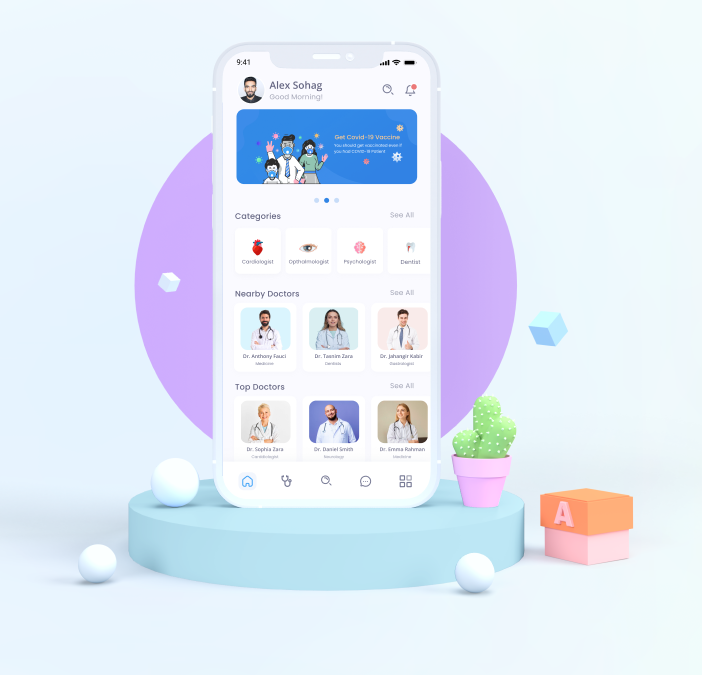 9:41
Alex Sohag
Good Morning!
Get Covid-19 Vaccine
You should get vaccinated even if
you had COVID-19 Patient
Categories See All
Cardiologist Opthalmologist Psychologist Dentist
Nearby Doctors See All
Dr. Anthony Fauci Dr. Tasnim Zara Dr. Jahangir Kabir
Medicine Dentists
Top Doctors See All
Dr. Sophia Zara Dr. Daniel Smith Dr. Emma Rahman
Cardiologist Neurology Medicine
A